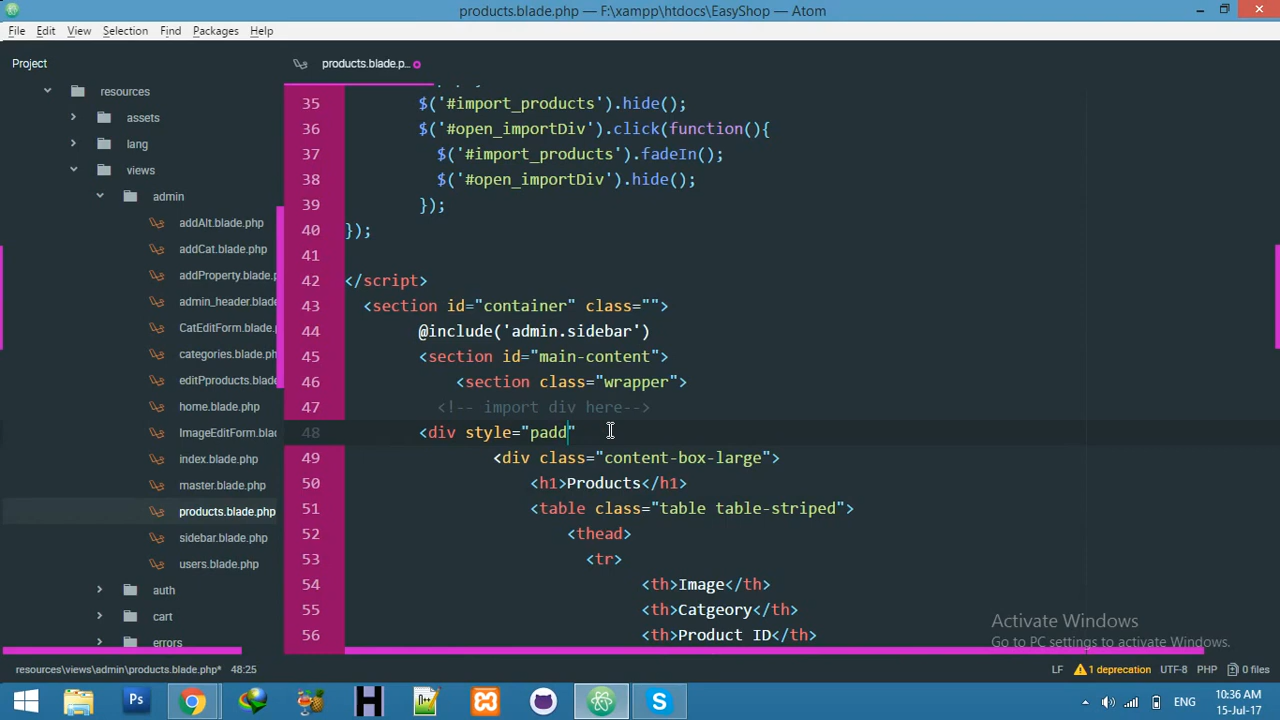 products.blade.php — F:\xampp\htdocs\EasyShop — Atom
File Edit View Selection Find Packages Help
Project
products.blade.p...
resources
assets
lang
views
admin
addAlt.blade.php
addCat.blade.php
addProperty.blade.p
admin_header.blade
CatEditForm.blade.p
categories.blade.ph
editPproducts.blade
home.blade.php
ImageEditForm.blad
index.blade.php
master.blade.php
products.blade.php
sidebar.blade.php
users.blade.php
auth
cart
errors
35 $('#import_products').hide();
36 $('#open_importDiv').click(function(){
37 $('#import_products').fadeIn();
38 $('#open_importDiv').hide();
39 });
40 });
41
42 </script>
43 <section id="container" class="">
44 @include('admin.sidebar')
45 <section id="main-content">
46 <section class="wrapper">
47 <!-- import div here-->
48 <div style="padd"
49 <div class="content-box-large">
50 <h1>Products</h1>
51 <table class="table table-striped">
52 <thead>
53 <tr>
54 <th>Image</th>
55 <th>Catgeory</th>
56 <th>Product ID</th>
Activate Windows
Go to PC settings to activate Windows.
resources\views\admin\products.blade.php* 48:25
LF 1 deprecation UTF-8 PHP 0 files
Ps
H
S
ENG
10:36 AM
15-Jul-17